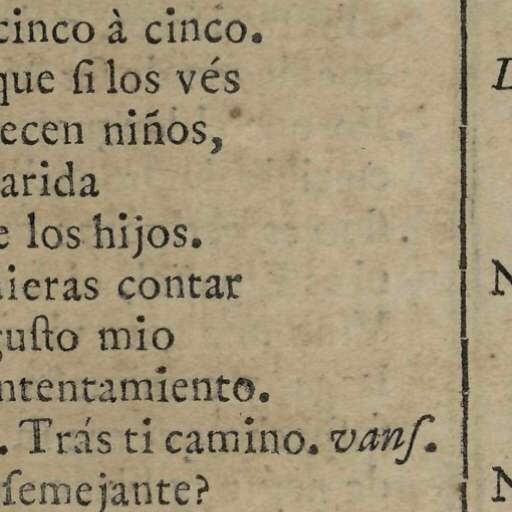 cinco à cinco.
que ſi los vés
ecen niños,
arida
e los hijos.
ieras contar
guſto mio
ntentamiento.
. Trás ti camino. vanſ.
ſemejante?